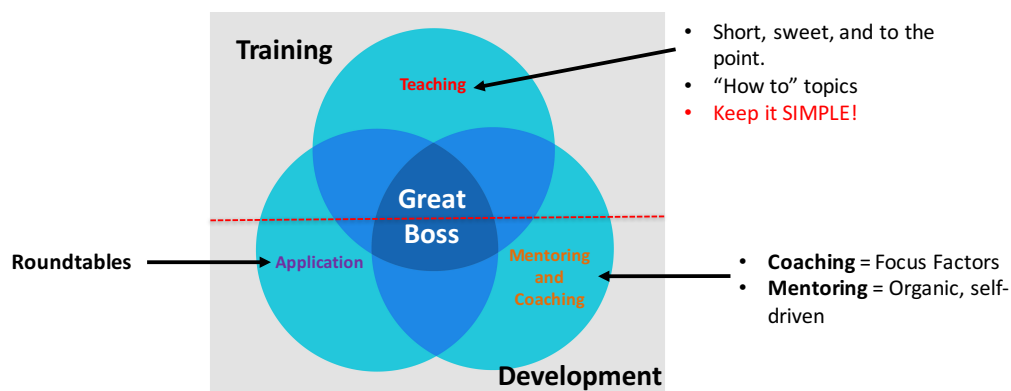 Training
Teaching
• Short, sweet, and to the
point.
• “How to” topics
• Keep it SIMPLE!
Great
Boss
Roundtables
Application
Mentoring
and
Coaching
• Coaching = Focus Factors
• Mentoring = Organic, self-
driven
Development